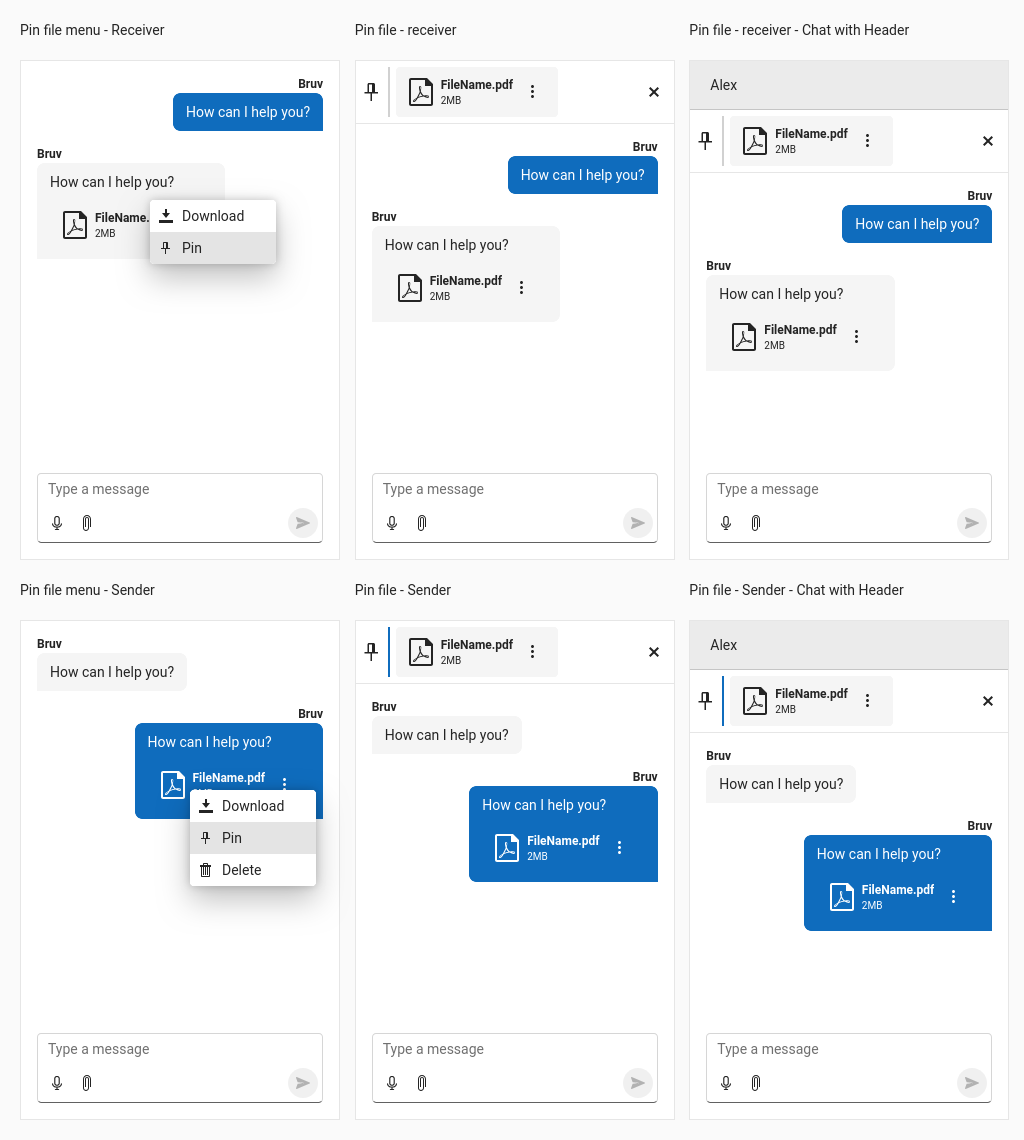 Pin file menu - Receiver
Bruv
How can I help you?
Bruv
How can I help you?
FileName.
2MB
Download
Pin
Type a message
Pin file - receiver
FileName.pdf
2MB
Bruv
How can I help you?
Bruv
How can I help you?
FileName.pdf
2MB
Type a message
Pin file - receiver - Chat with Header
Alex
FileName.pdf
2MB
Bruv
How can I help you?
Bruv
How can I help you?
FileName.pdf
2MB
Type a message
Pin file menu - Sender
Bruv
How can I help you?
Bruv
How can I help you?
FileName.pdf
Download
Pin
Delete
Type a message
Pin file - Sender
FileName.pdf
2MB
Bruv
How can I help you?
Bruv
How can I help you?
FileName.pdf
2MB
Type a message
Pin file - Sender - Chat with Header
Alex
FileName.pdf
2MB
Bruv
How can I help you?
Bruv
How can I help you?
FileName.pdf
2MB
Type a message